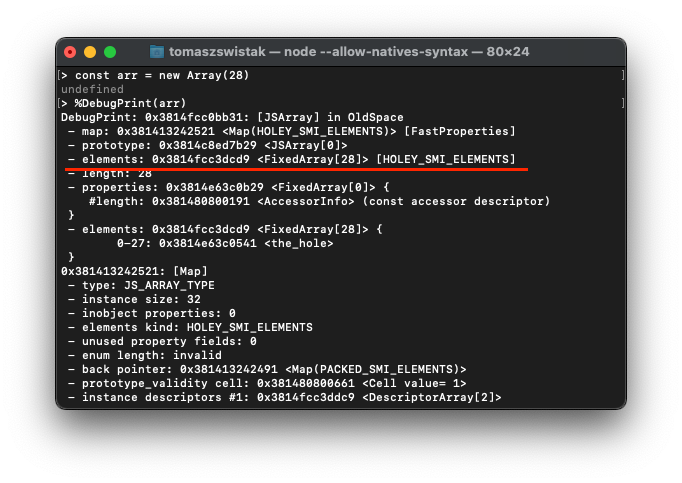 tomaszswistak — node --allow-natives-syntax — 80×24
[> const arr = new Array(28) ]
undefined
[> %DebugPrint(arr) ]
DebugPrint: 0x3814fcc0bb31: [JSArray] in OldSpace
- map: 0x381413242521 <Map(HOLEY_SMI_ELEMENTS)> [FastProperties]
- prototype: 0x3814c8ed7b29 <JSArray[0]>
- elements: 0x3814fcc3dcd9 <FixedArray[28]> [HOLEY_SMI_ELEMENTS]
- length: 28
- properties: 0x3814e63c0b29 <FixedArray[0]> {
#length: 0x381480800191 <AccessorInfo> (const accessor descriptor)
}
- elements: 0x3814fcc3dcd9 <FixedArray[28]> {
0-27: 0x3814e63c0541 <the_hole>
}
0x381413242521: [Map]
- type: JS_ARRAY_TYPE
- instance size: 32
- inobject properties: 0
- elements kind: HOLEY_SMI_ELEMENTS
- unused property fields: 0
- enum length: invalid
- back pointer: 0x381413242491 <Map(PACKED_SMI_ELEMENTS)>
- prototype_validity cell: 0x381480800661 <Cell value= 1>
- instance descriptors #1: 0x3814fcc3ddc9 <DescriptorArray[2]>